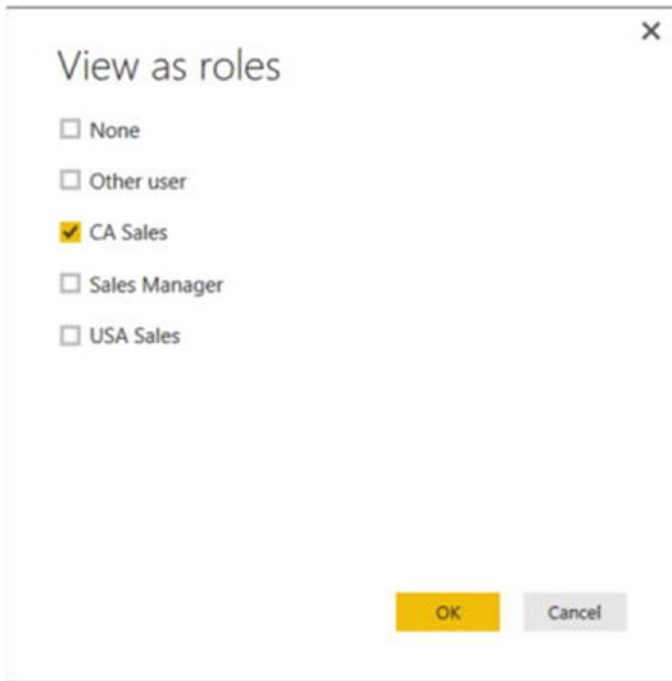 View as roles
None
Other user
CA Sales
Sales Manager
USA Sales
OK Cancel